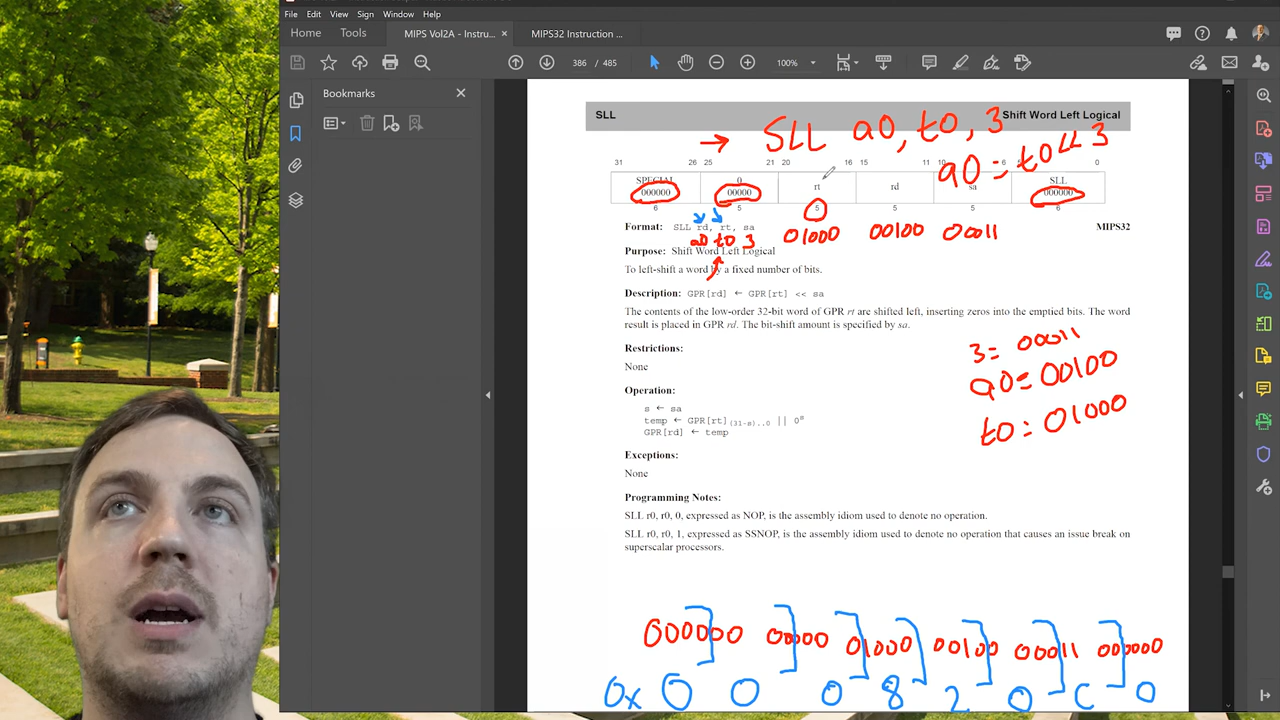 File Edit View Sign Window Help
Home Tools MIPS Vol2A - Instru... × MIPS32 Instruction ...
386 / 485 100%
Bookmarks
SLL Shift Word Left Logical
→ SLL a0, t0, 3
a0 = t0 << 3
31 26 25 21 20 16 15 11 10 6 0
SPECIAL 0 rt rd sa SLL
000000 00000 000000
6 5 5 5 5 6
Format: SLL rd, rt, sa MIPS32
a0 t0 3 01000 00100 00011
Purpose: Shift Word Left Logical
To left-shift a word by a fixed number of bits.
Description: GPR[rd] ← GPR[rt] << sa
The contents of the low-order 32-bit word of GPR rt are shifted left, inserting zeros into the emptied bits. The word
result is placed in GPR rd. The bit-shift amount is specified by sa.
Restrictions:
None
3 = 00011
a0 = 00100
t0 = 01000
Operation:
s ← sa
temp ← GPR[rt](31-s)..0 || 0s
GPR[rd] ← temp
Exceptions:
None
Programming Notes:
SLL r0, r0, 0, expressed as NOP, is the assembly idiom used to denote no operation.
SLL r0, r0, 1, expressed as SSNOP, is the assembly idiom used to denote no operation that causes an issue break on
superscalar processors.
000000 00000 01000 00100 00011 000000
0x 0 0 0 8 2 0 C 0